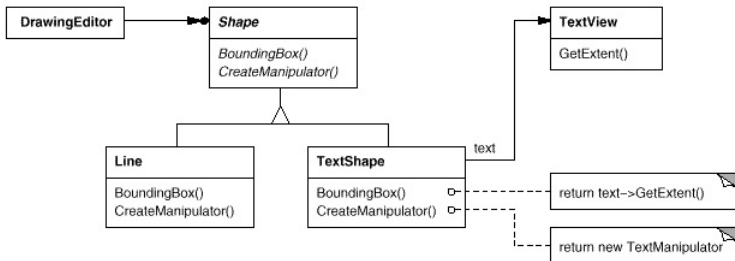 DrawingEditor
Shape
BoundingBox()
CreateManipulator()
TextView
GetExtent()
text
Line
BoundingBox()
CreateManipulator()
TextShape
BoundingBox()
CreateManipulator()
return text->GetExtent()
return new TextManipulator